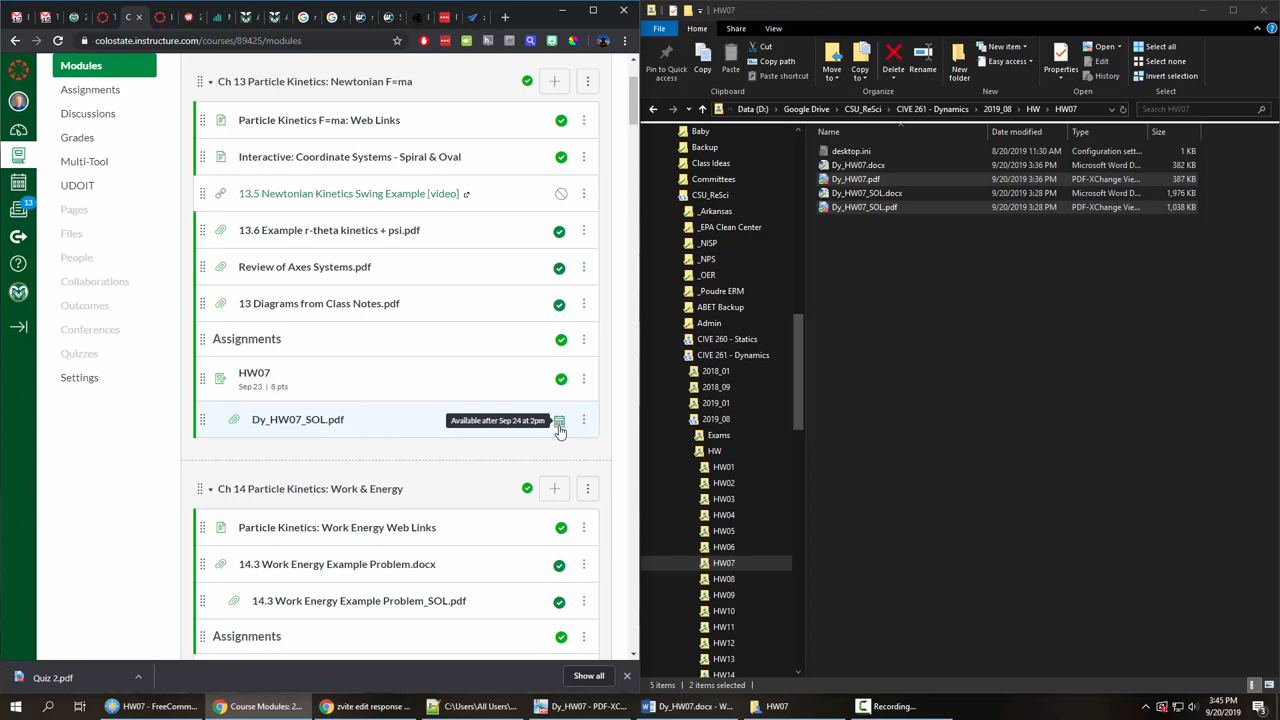 HW07
File
Home
Share
View
colostate.instructure.com/courses/89425/modules
Pin to Quick access
Copy
Paste
Cut
Copy path
Paste shortcut
Clipboard
Move to
Copy to
Delete
Rename
Organize
New folder
New item
Easy access
New
Properties
Open
Edit
History
Open
Select all
Select none
Invert selection
Select
Data (D:) Google Drive CSU_ReSci CIVE 261 - Dynamics 2019_08 HW HW07
Search HW07
Modules
Assignments
Discussions
Grades
Multi-Tool
UDOIT
Pages
Files
People
Collaborations
Outcomes
Conferences
Quizzes
Settings
13
Ch 13 Particle Kinetics: Newtonian F=ma
Particle Kinetics F=ma: Web Links
Interactive: Coordinate Systems - Spiral & Oval
13.5 Newtonian Kinetics Swing Example [video]
13.6 Example r-theta kinetics + psi.pdf
Review of Axes Systems.pdf
13 Diagrams from Class Notes.pdf
Assignments
HW07
Sep 23 | 8 pts
Dy_HW07_SOL.pdf
Available after Sep 24 at 2pm
Ch 14 Particle Kinetics: Work & Energy
Particle Kinetics: Work Energy Web Links
14.3 Work Energy Example Problem.docx
14.3 Work Energy Example Problem_SOL.pdf
Assignments
Baby
Backup
Class Ideas
Committees
CSU_ReSci
_Arkansas
_EPA Clean Center
_NISP
_NPS
_OER
_Poudre ERM
ABET Backup
Admin
CIVE 260 - Statics
CIVE 261 - Dynamics
2018_01
2018_09
2019_01
2019_08
Exams
HW
HW01
HW02
HW03
HW04
HW05
HW06
HW07
HW08
HW09
HW10
HW11
HW12
HW13
HW14
Name Date modified Type Size
desktop.ini 8/20/2019 11:30 AM Configuration sett... 1 KB
Dy_HW07.docx 9/20/2019 3:36 PM Microsoft Word D... 382 KB
Dy_HW07.pdf 9/20/2019 3:36 PM PDF-XChange Vie... 387 KB
Dy_HW07_SOL.docx 9/20/2019 3:28 PM Microsoft Word D... 1,976 KB
Dy_HW07_SOL.pdf 9/20/2019 3:28 PM PDF-XChange Vie... 1,038 KB
5 items 2 items selected
Quiz 2.pdf
Show all
HW07 - FreeComm...
Course Modules: 2...
zvite edit response ...
C:\Users\All Users\...
Dy_HW07 - PDF-XC...
Dy_HW07.docx - W...
HW07
Recording...
3:45 PM
9/20/2019